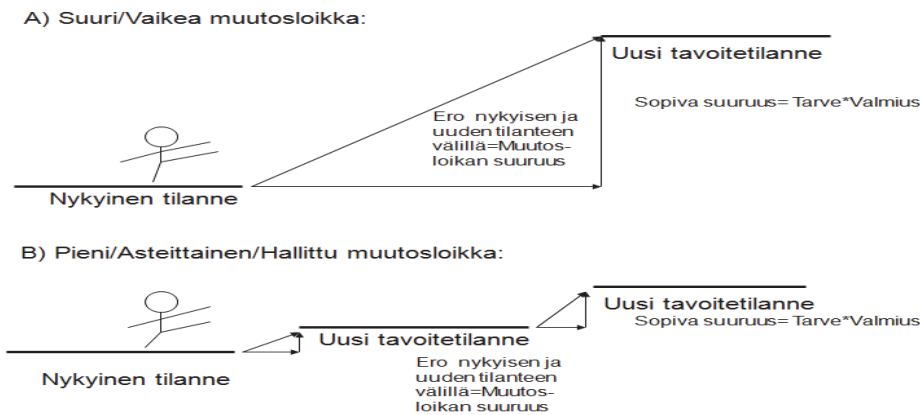 A) Suuri/Vaikea muutosloikka:
Uusi tavoitetilanne
Sopiva suuruus= Tarve*Valmius
Ero nykyisen ja
uuden tilanteen
välillä=Muutos-
loikan suuruus
Nykyinen tilanne
B) Pieni/Asteittainen/Hallittu muutosloikka:
Uusi tavoitetilanne
Sopiva suuruus= Tarve*Valmius
Uusi tavoitetilanne
Ero nykyisen ja
uuden tilanteen
välillä=Muutos-
loikan suuruus
Nykyinen tilanne